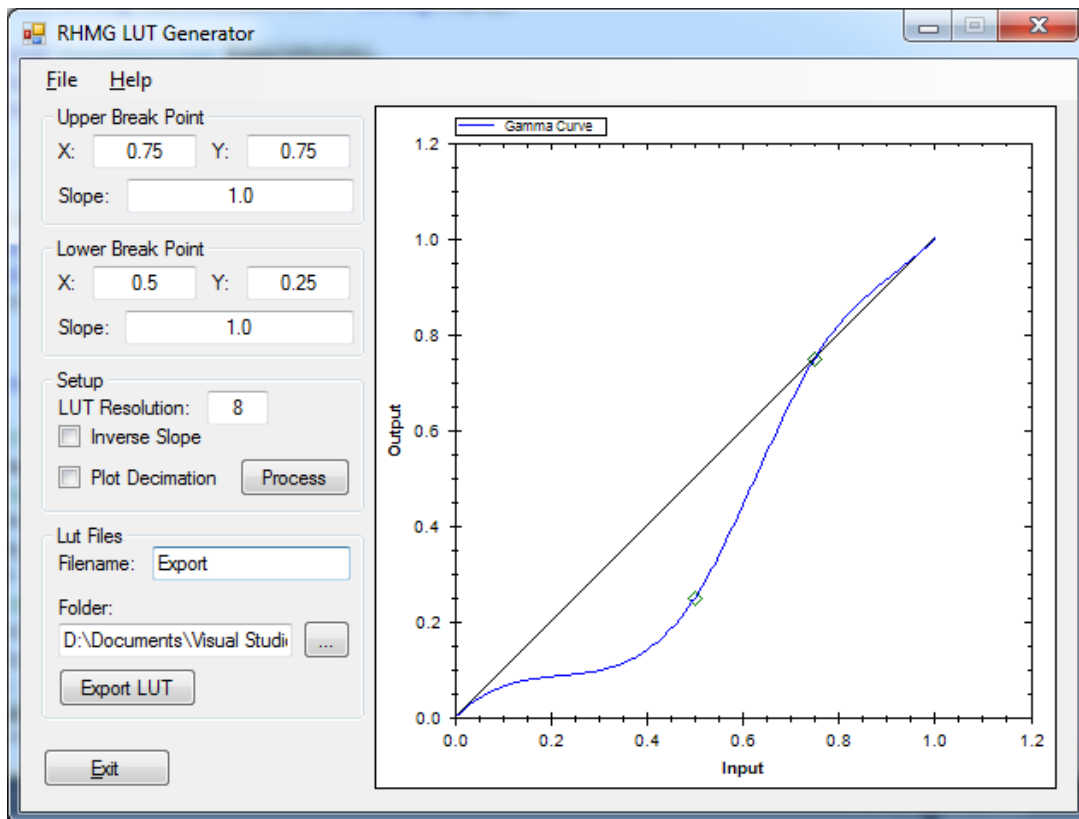 RHMG LUT Generator
File Help
Upper Break Point
X: 0.75 Y: 0.75
Slope: 1.0
Lower Break Point
X: 0.5 Y: 0.25
Slope: 1.0
Setup
LUT Resolution: 8
Inverse Slope
Plot Decimation Process
Lut Files
Filename: Export
Folder:
D:\Documents\Visual Studi ...
Export LUT
Exit
Gamma Curve
1.2
1.0
0.8
0.6
0.4
0.2
0.0
Output
0.0 0.2 0.4 0.6 0.8 1.0 1.2
Input